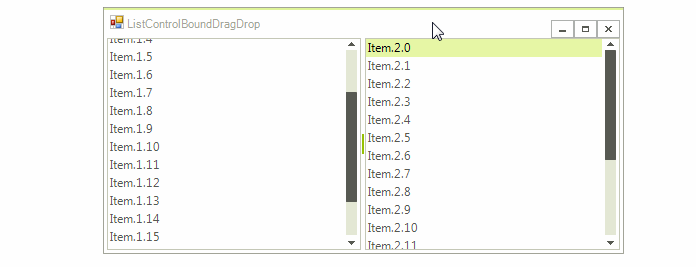 ListControlBoundDragDrop
Item.1.4
Item.1.5
Item.1.6
Item.1.7
Item.1.8
Item.1.9
Item.1.10
Item.1.11
Item.1.12
Item.1.13
Item.1.14
Item.1.15
Item.2.0
Item.2.1
Item.2.2
Item.2.3
Item.2.4
Item.2.5
Item.2.6
Item.2.7
Item.2.8
Item.2.9
Item.2.10
Item.2.11